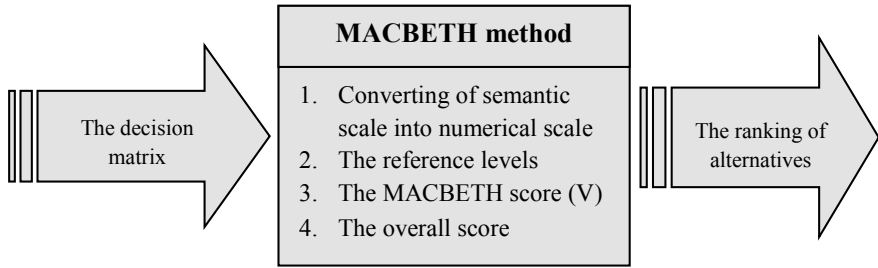 The decision
matrix
MACBETH method
1. Converting of semantic
scale into numerical scale
2. The reference levels
3. The MACBETH score (V)
4. The overall score
The ranking of
alternatives